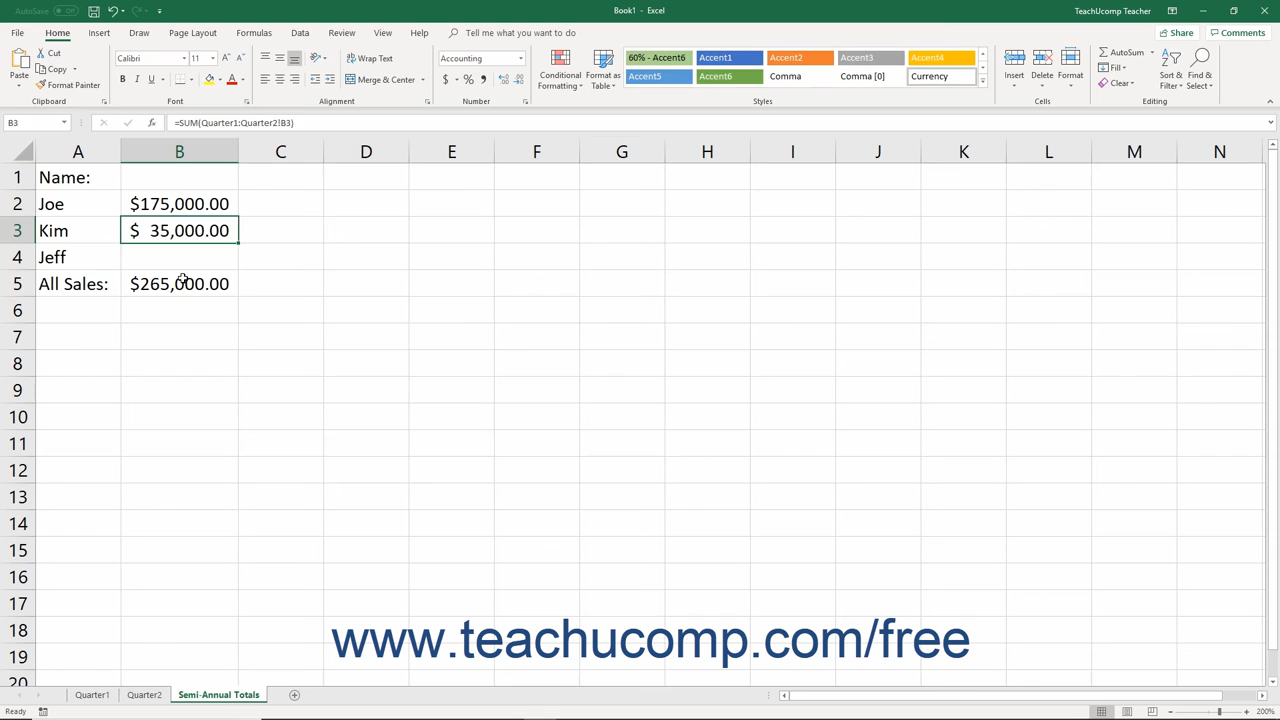 AutoSave Off
Book1 - Excel
TeachUcomp Teacher
File Home Insert Draw Page Layout Formulas Data Review View Help Tell me what you want to do Share Comments
Paste
Cut
Copy
Format Painter
Clipboard
Calibri 11
B I U
Font
Wrap Text
Merge & Center
Alignment
Accounting
$ % ,
Number
Conditional Formatting
Format as Table
60% - Accent6 Accent1 Accent2 Accent3 Accent4
Accent5 Accent6 Comma Comma [0] Currency
Styles
Insert Delete Format
Cells
AutoSum
Fill
Clear
Sort & Filter
Find & Select
Editing
B3 fx =SUM(Quarter1:Quarter2!B3)
A B C D E F G H I J K L M N
1 Name:
2 Joe $175,000.00
3 Kim $ 35,000.00
4 Jeff
5 All Sales: $265,000.00
6
7
8
9
10
11
12
13
14
15
16
17
18
19
20
www.teachucomp.com/free
Quarter1 Quarter2 Semi-Annual Totals
Ready 200%